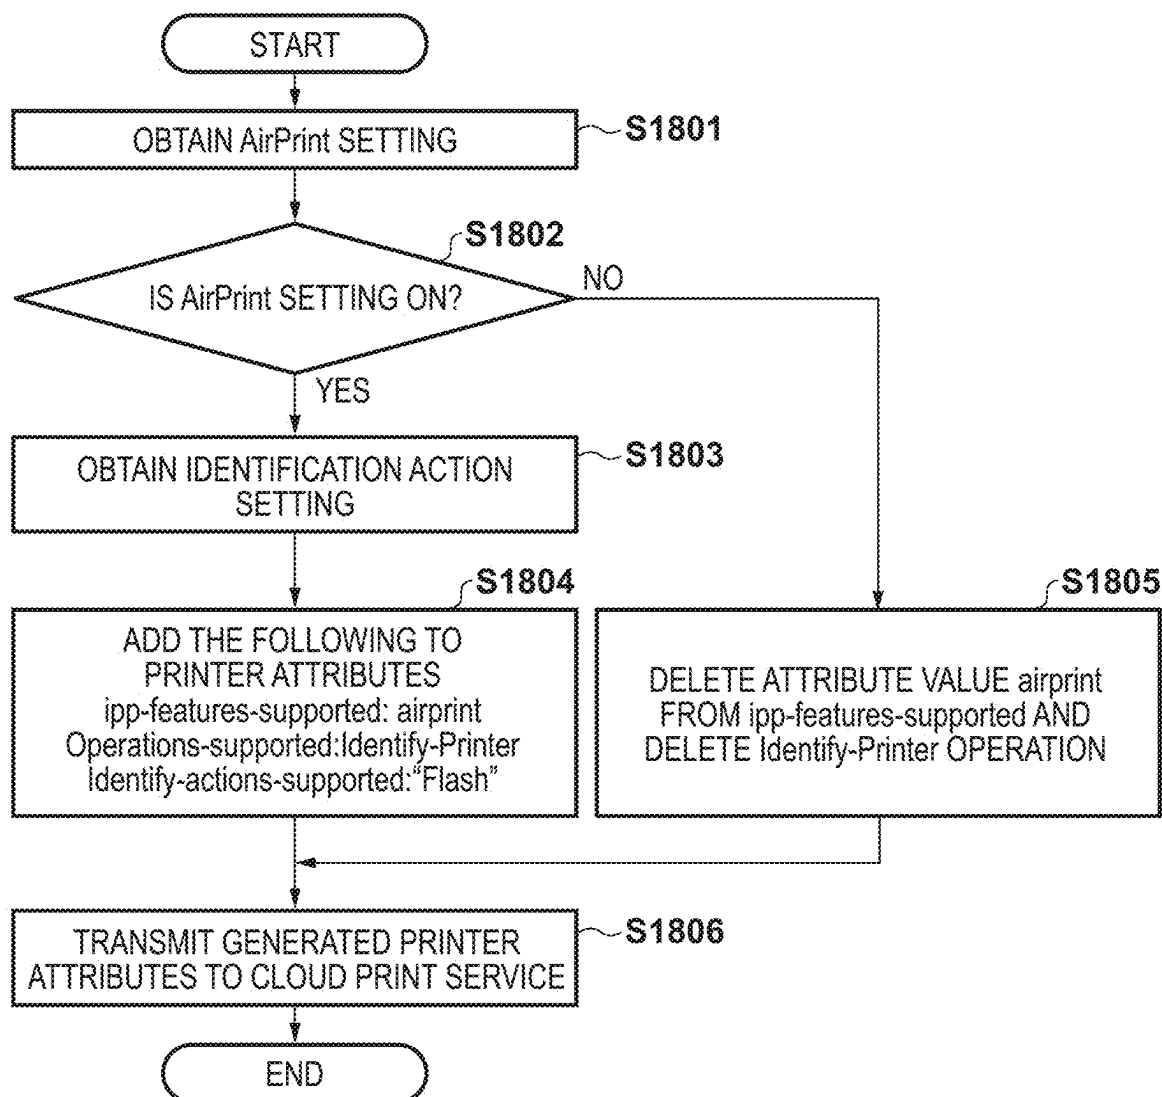 START
OBTAIN AirPrint SETTING
S1801
S1802
IS AirPrint SETTING ON?
NO
YES
OBTAIN IDENTIFICATION ACTION
SETTING
S1803
S1804
ADD THE FOLLOWING TO
PRINTER ATTRIBUTES
ipp-features-supported: airprint
Operations-supported:Identify-Printer
Identify-actions-supported:“Flash”
S1805
DELETE ATTRIBUTE VALUE airprint
FROM ipp-features-supported AND
DELETE Identify-Printer OPERATION
TRANSMIT GENERATED PRINTER
ATTRIBUTES TO CLOUD PRINT SERVICE
S1806
END